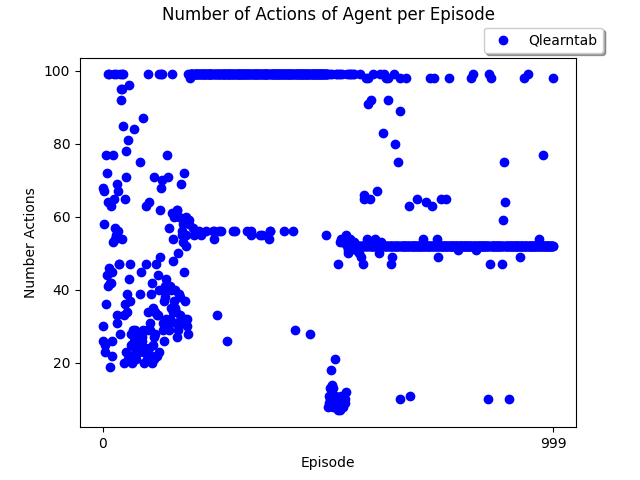 Number of Actions of Agent per Episode
Qlearntab
100
80
60
40
20
Number Actions
0
999
Episode